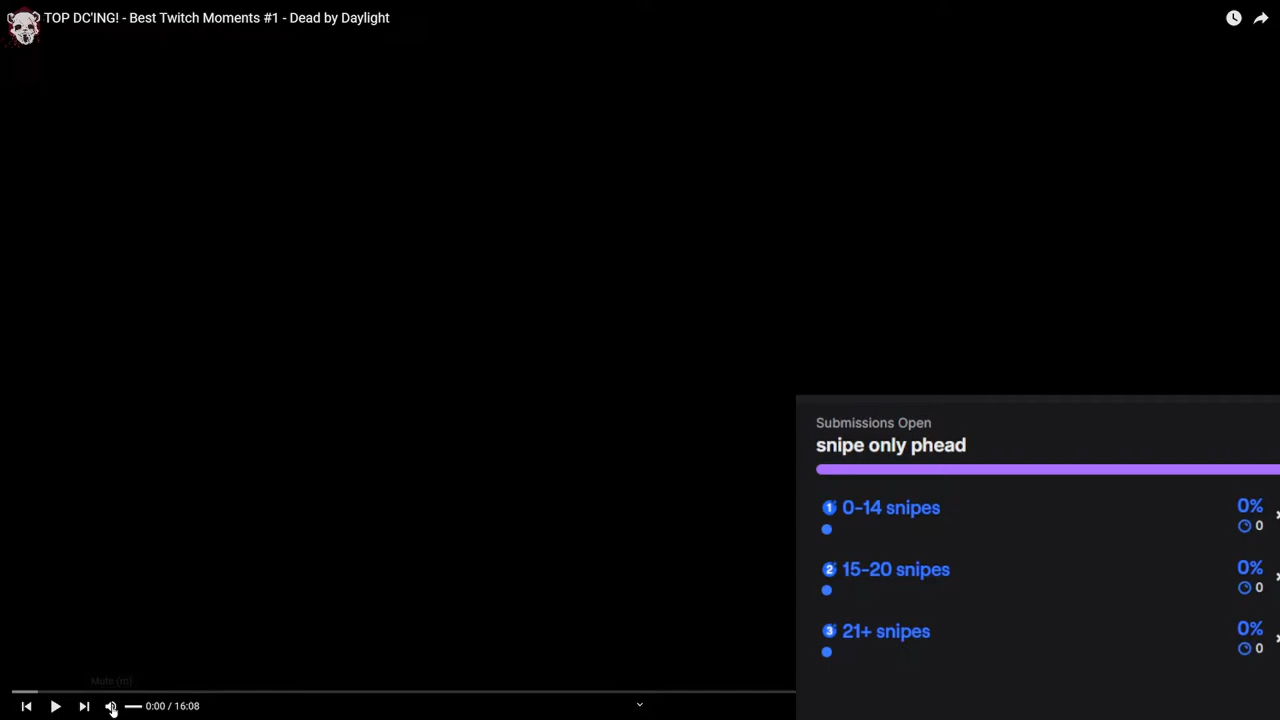 TOP DC'ING! - Best Twitch Moments #1 - Dead by Daylight
Submissions Open
snipe only phead
1 0-14 snipes
0%
0
2 15-20 snipes
0%
0
3 21+ snipes
0%
0
Mute (m)
0:00 / 16:08